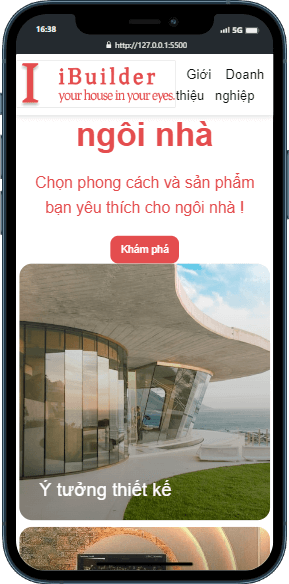 16:38
5G
http://127.0.0.1:5500
I iBuilder
your house in your eyes.
Giới thiệu
Doanh nghiệp
ngôi nhà
Chọn phong cách và sản phẩm
bạn yêu thích cho ngôi nhà !
Khám phá
Ý tưởng thiết kế